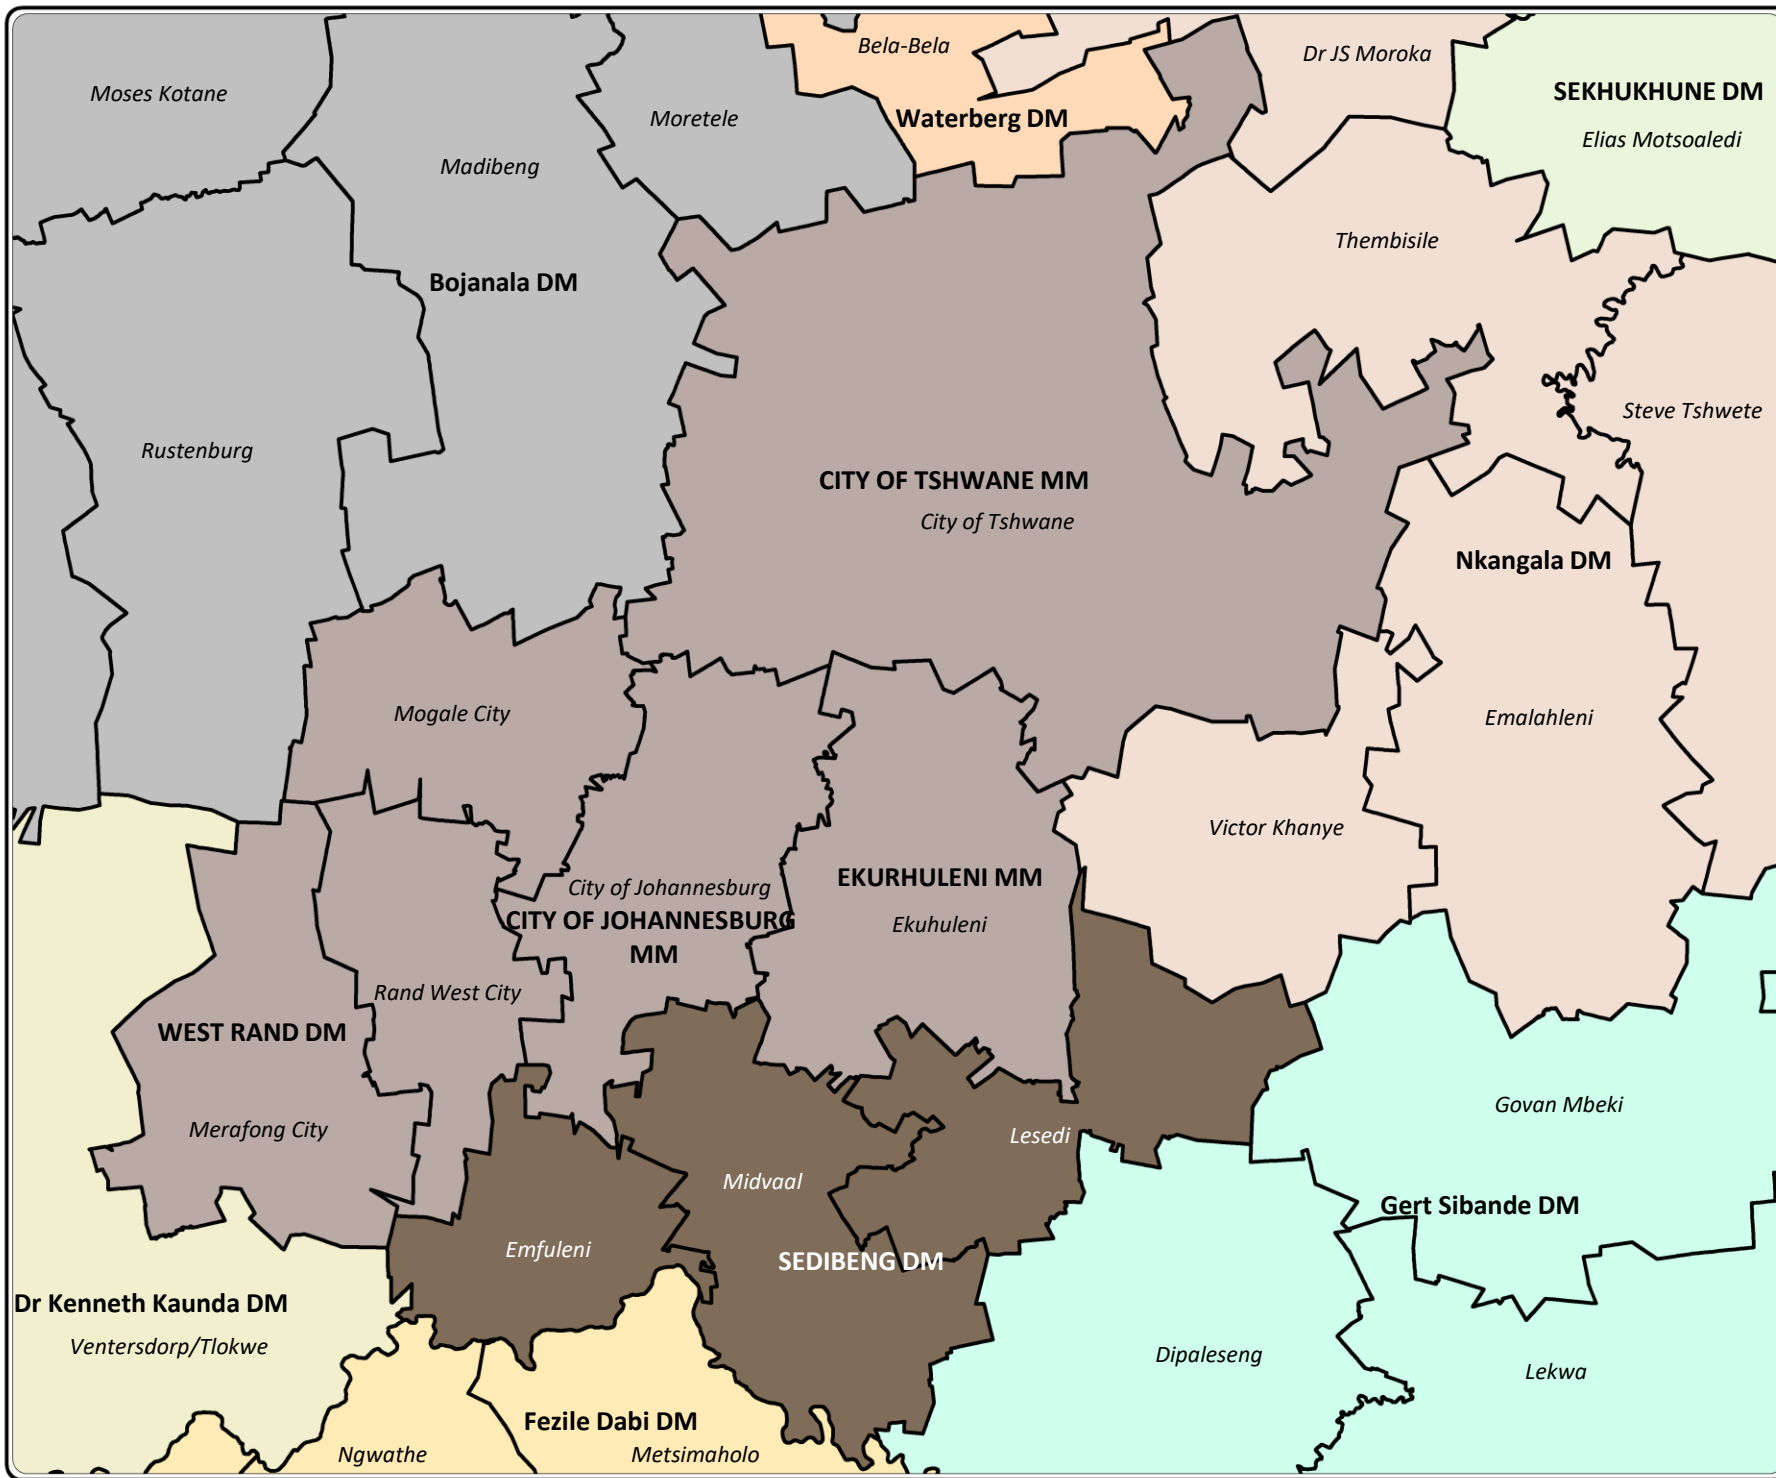 Bela-Bela
Dr JS Moroka
Moses Kotane
SEKHUKHUNE DM
Moretele
Waterberg DM
Elias Motsoaledi
Madibeng
Thembisile
Bojanala DM
Steve Tshwete
Rustenburg
CITY OF TSHWANE MM
City of Tshwane
Nkangala DM
Mogale City
Emalahleni
Victor Khanye
EKURHULENI MM
Ekuhuleni
City of Johannesburg
CITY OF JOHANNESBURG
MM
Rand West City
WEST RAND DM
Govan Mbeki
Merafong City
Lesedi
Midvaal
Gert Sibande DM
Emfuleni
SEDIBENG DM
Dr Kenneth Kaunda DM
Ventersdorp/Tlokwe
Dipaleseng
Lekwa
Fezile Dabi DM
Ngwathe
Metsimaholo